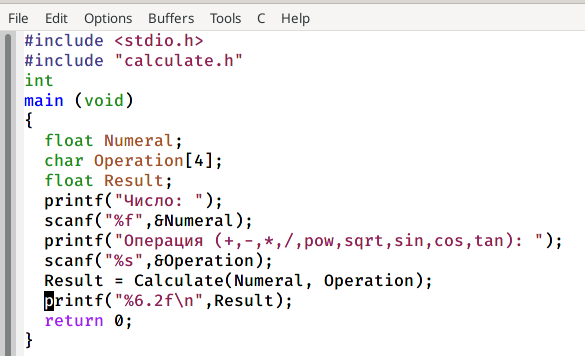 File Edit Options Buffers Tools C Help
#include <stdio.h>
#include "calculate.h"
int
main (void)
{
  float Numeral;
  char Operation[4];
  float Result;
  printf("Число: ");
  scanf("%f",&Numeral);
  printf("Операция (+,-,*,/,pow,sqrt,sin,cos,tan): ");
  scanf("%s",&Operation);
  Result = Calculate(Numeral, Operation);
  printf("%6.2f\n",Result);
  return 0;
}